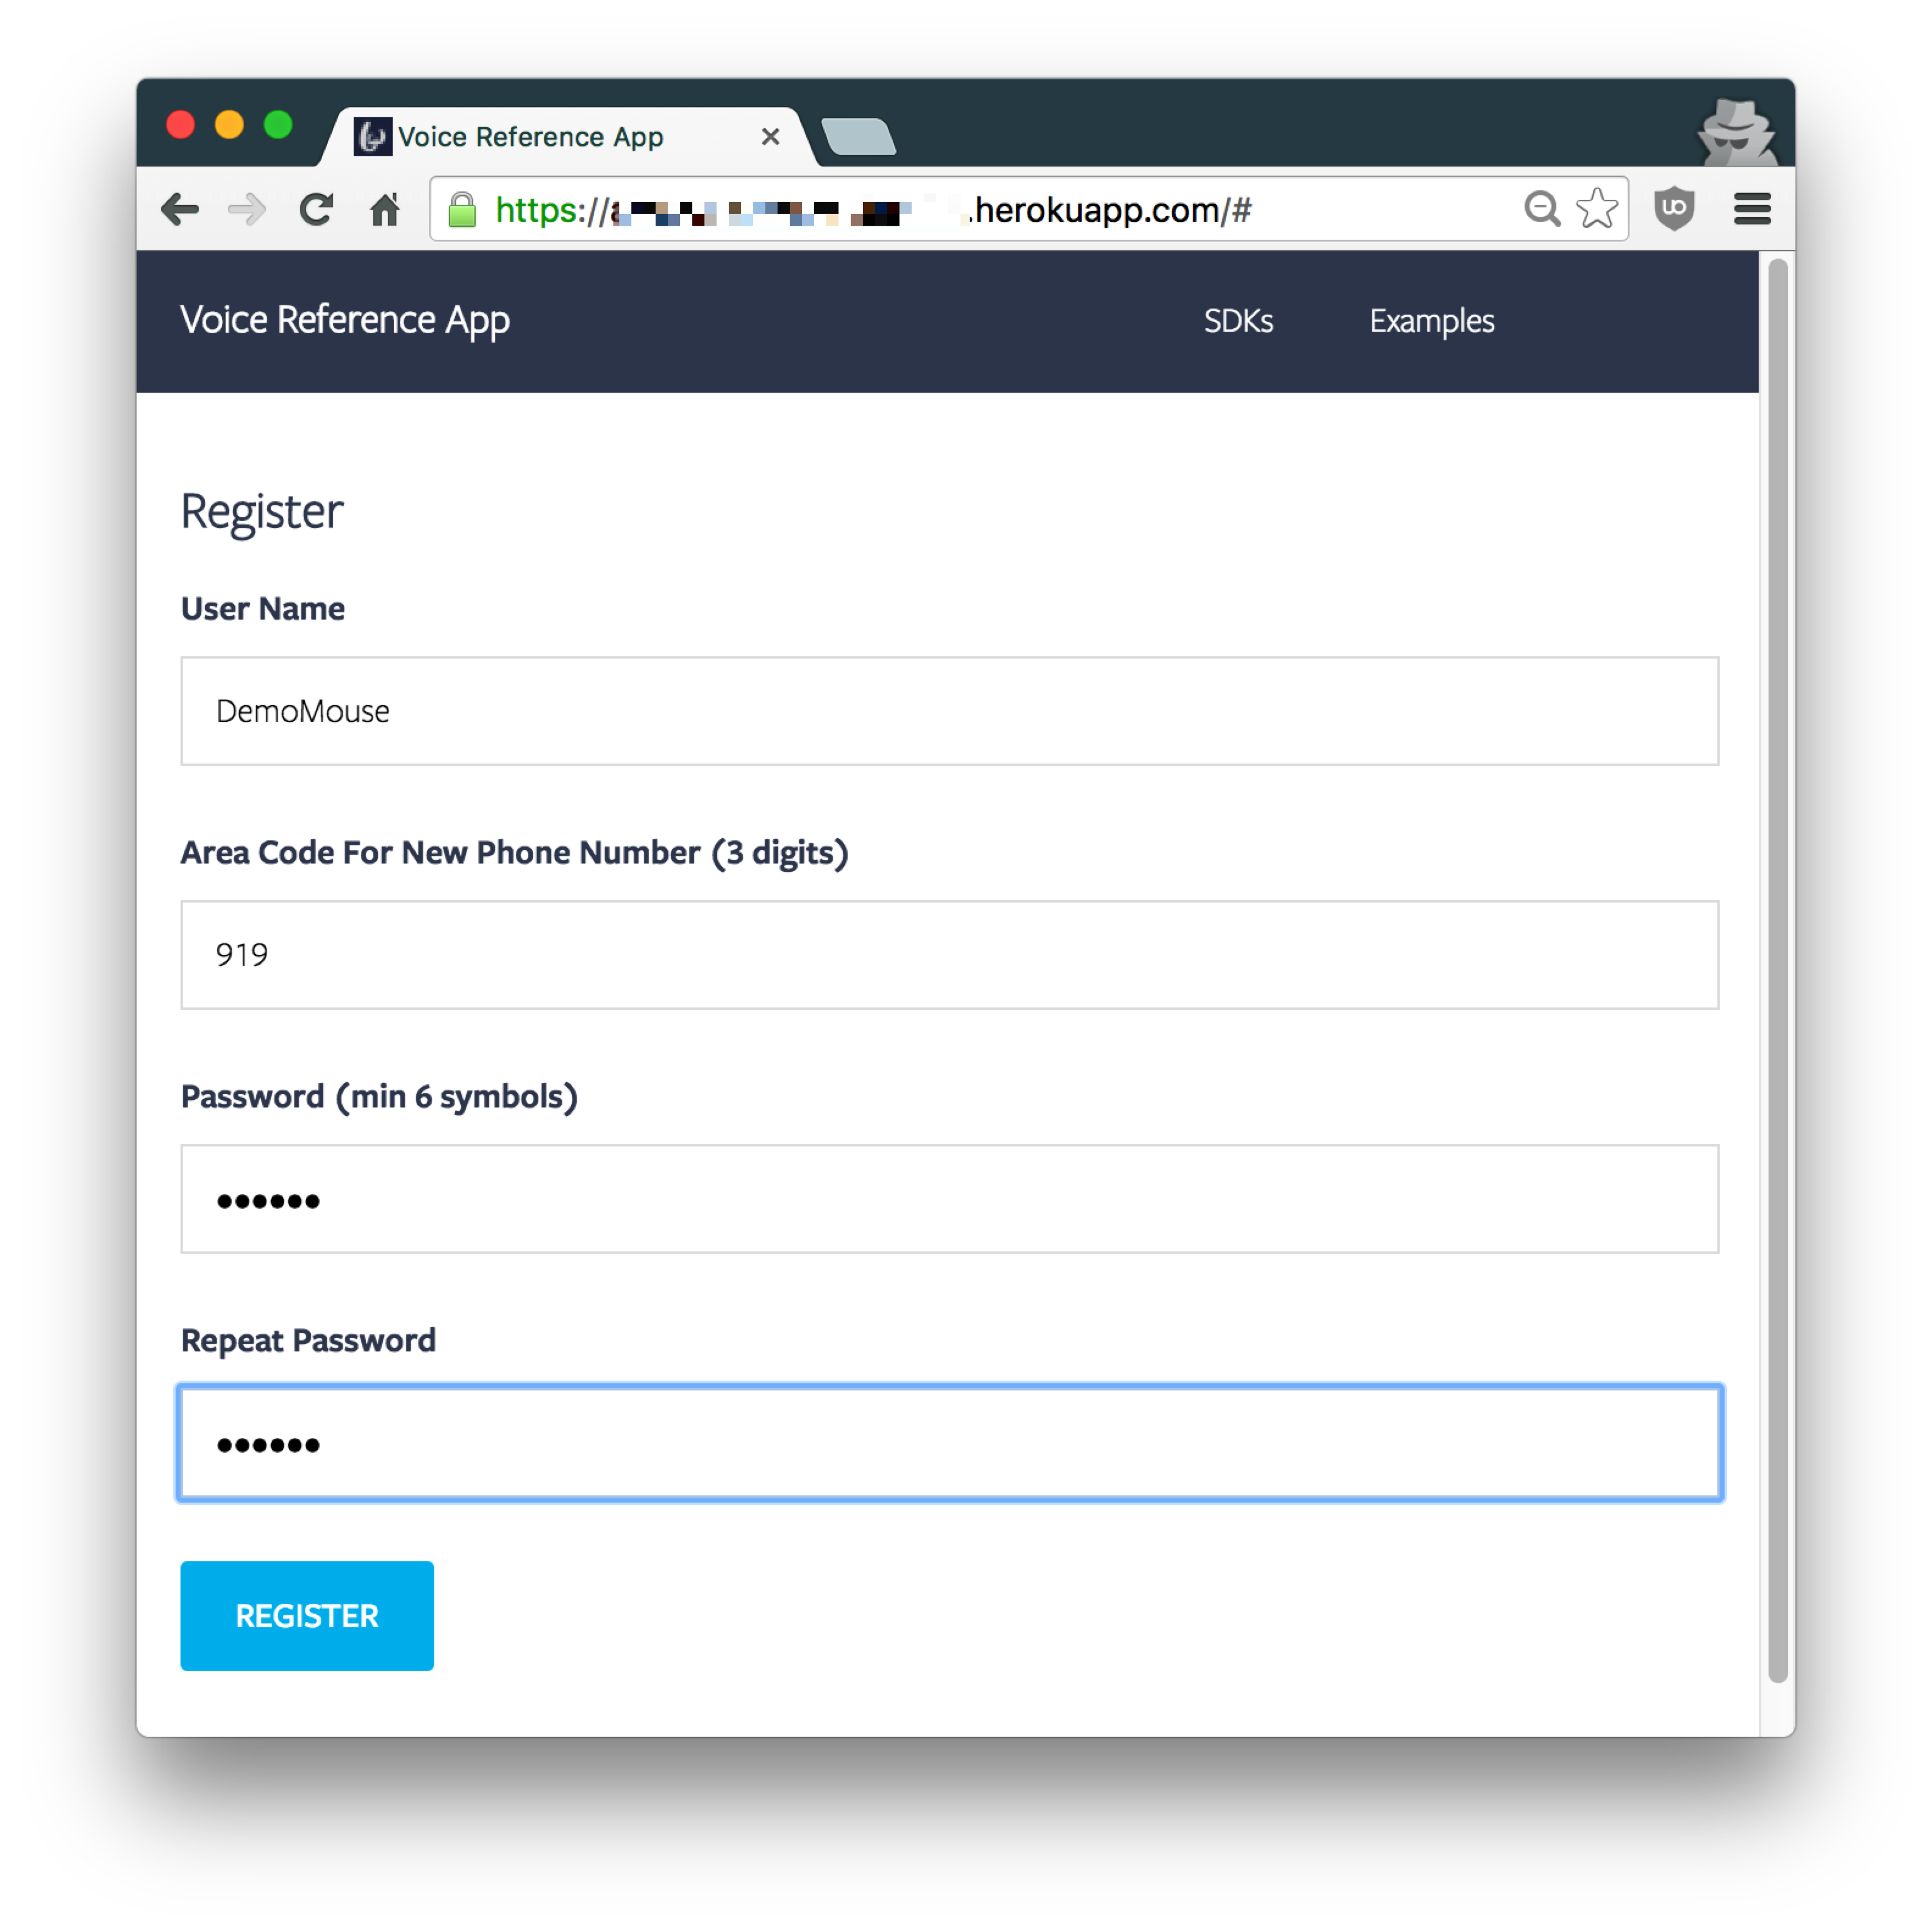 Voice Reference App
https://
.herokuapp.com/#
Voice Reference App
SDKs
Examples
Register
User Name
DemoMouse
Area Code For New Phone Number (3 digits)
919
Password (min 6 symbols)
••••••
Repeat Password
••••••
REGISTER